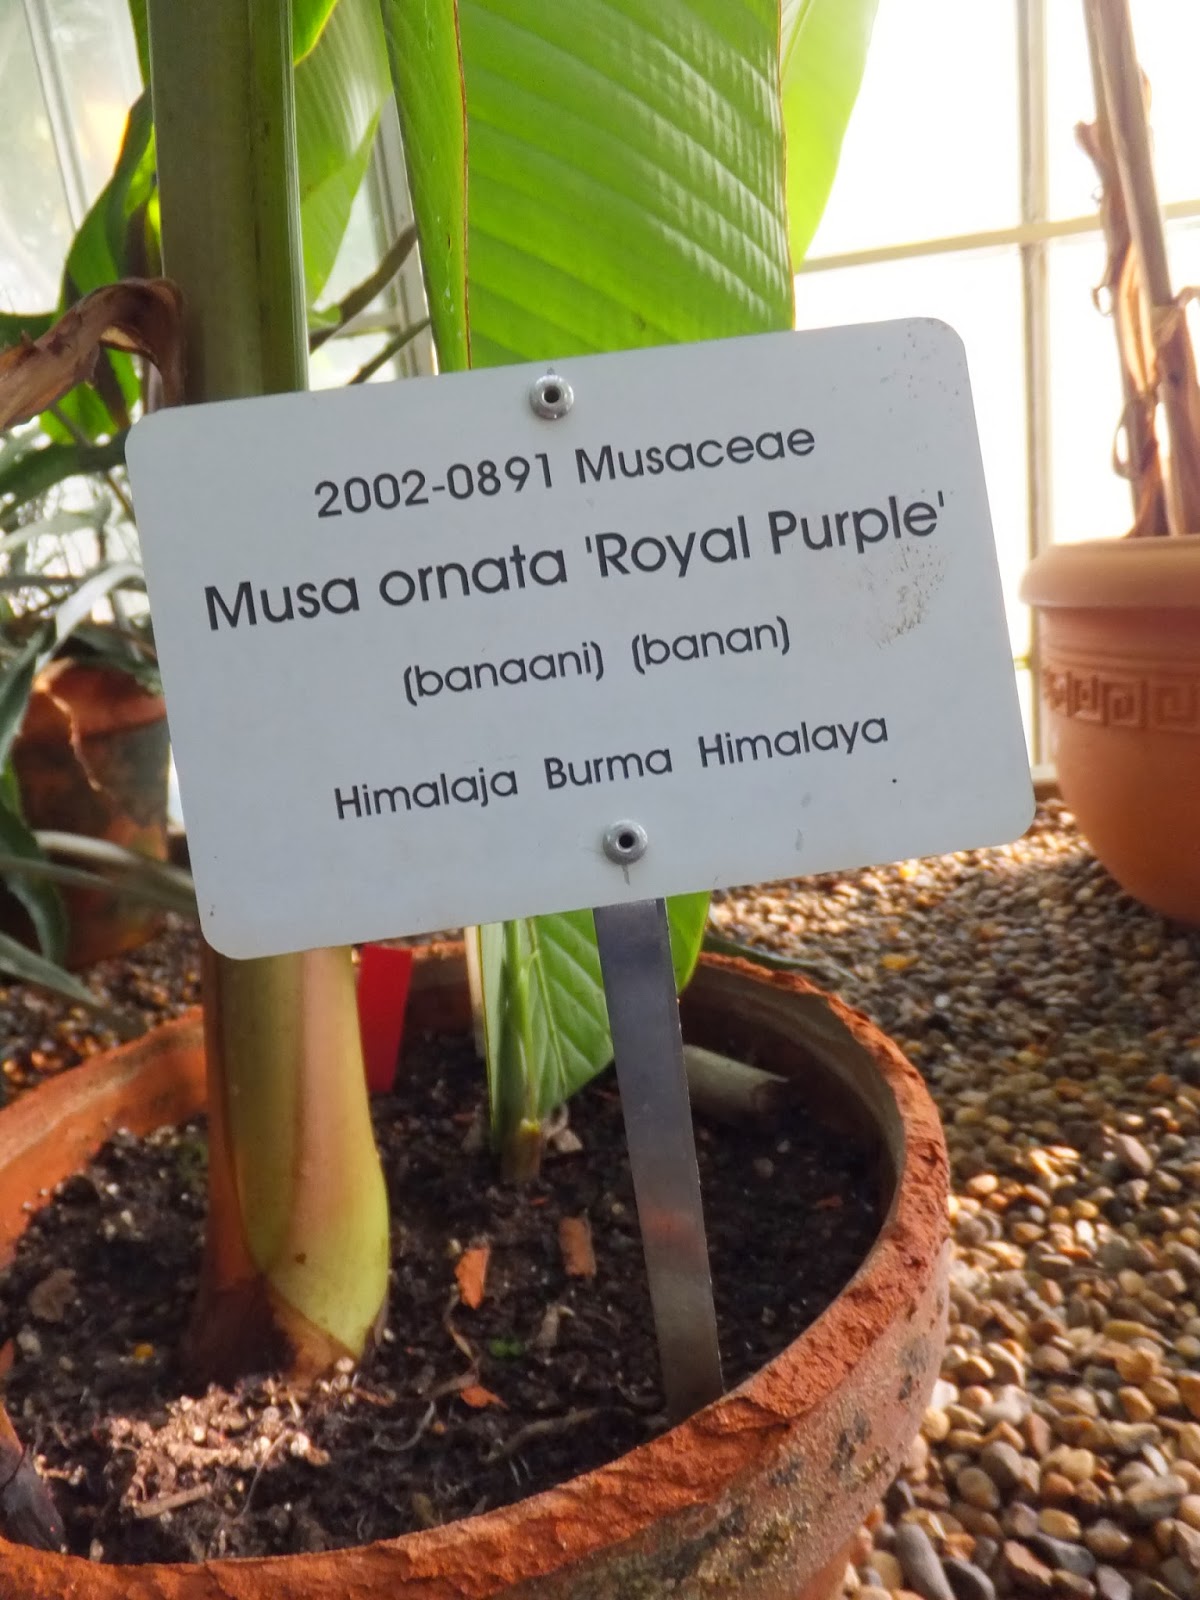 2002-0891 Musaceae
Musa ornata 'Royal Purple'
(banaani) (banan)
Himalaja Burma Himalaya